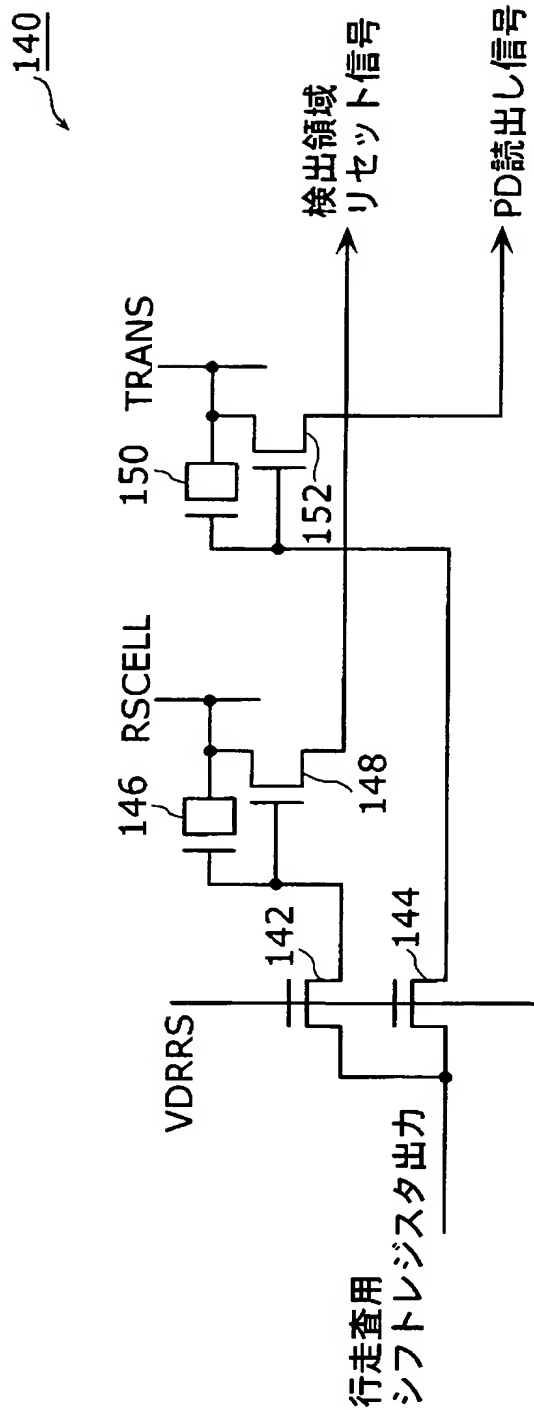 140
VDRRS
行走査用
シフトレジスタ出力
142
144
146
RSCELL
148
150
TRANS
152
検出領域
リセット信号
PD読出し信号